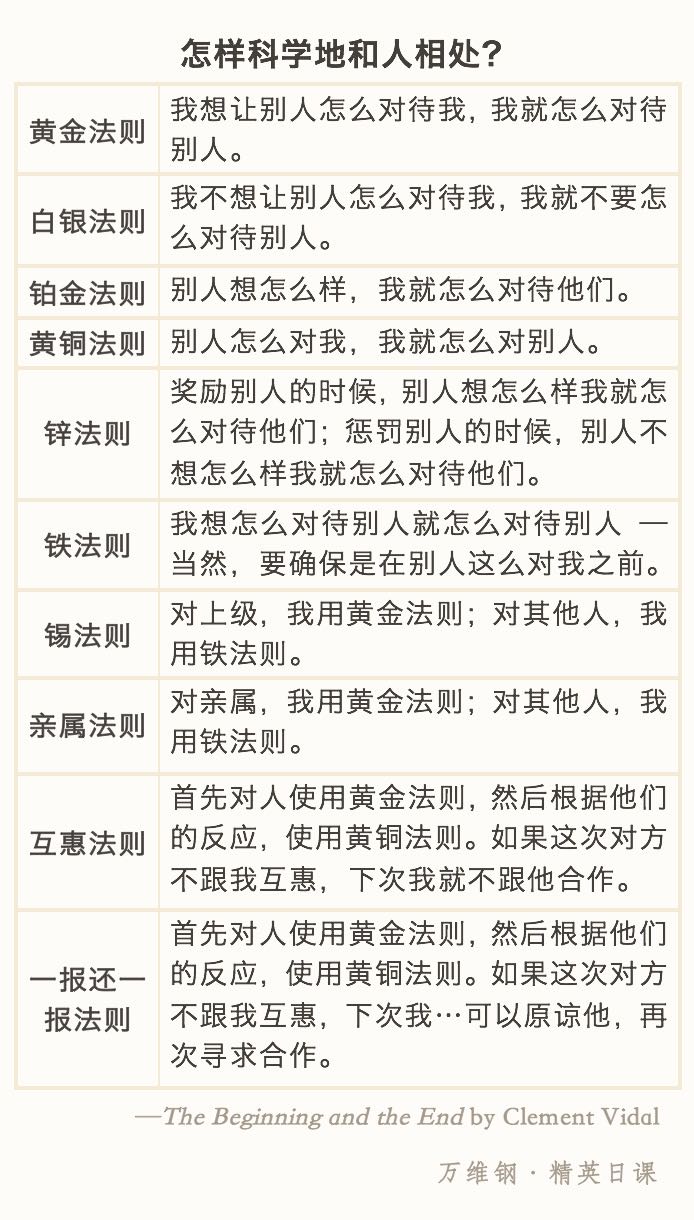 怎样科学地和人相处?
黄金法则
我想让别人怎么对待我, 我就怎么对待
别人。
白银法则
我不想让别人怎么对待我, 我就不要怎
么对待别人。
铂金法则
别人想怎么样, 我就怎么对待他们。
黄铜法则
别人怎么对我, 我就怎么对别人。
锌法则
奖励别人的时候, 别人想怎么样我就怎
么对待他们; 惩罚别人的时候, 别人不
想怎么样我就怎么对待他们。
铁法则
我想怎么对待别人就怎么对待别人 —
当然, 要确保是在别人这么对我之前。
锡法则
对上级, 我用黄金法则; 对其他人, 我
用铁法则。
亲属法则
对亲属, 我用黄金法则; 对其他人, 我
用铁法则。
互惠法则
首先对人使用黄金法则, 然后根据他们
的反应, 使用黄铜法则。如果这次对方
不跟我互惠, 下次我就不跟他合作。
一报还一
报法则
首先对人使用黄金法则, 然后根据他们
的反应, 使用黄铜法则。如果这次对方
不跟我互惠, 下次我…可以原谅他, 再
次寻求合作。
—The Beginning and the End by Clement Vidal
万维钢·精英日课